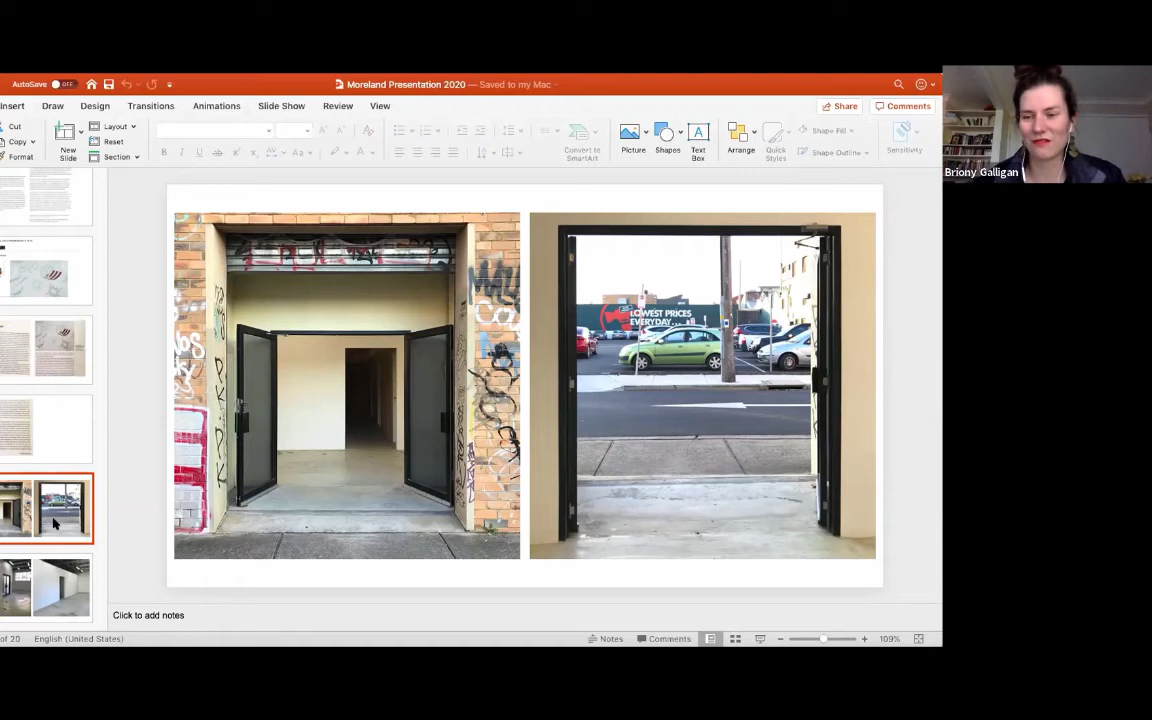 AutoSave OFF
Moreland Presentation 2020 — Saved to my Mac
Insert Draw Design Transitions Animations Slide Show Review View
Share Comments
Cut
Copy
Format
New
Slide
Layout
Reset
Section
Convert to
SmartArt
Picture
Shapes
Text
Box
Arrange
Quick
Styles
Shape Fill
Shape Outline
Sensitivity
Briony Galligan
LOWEST PRICES
EVERYDAY...
Click to add notes
of 20 English (United States)
Notes Comments 109%